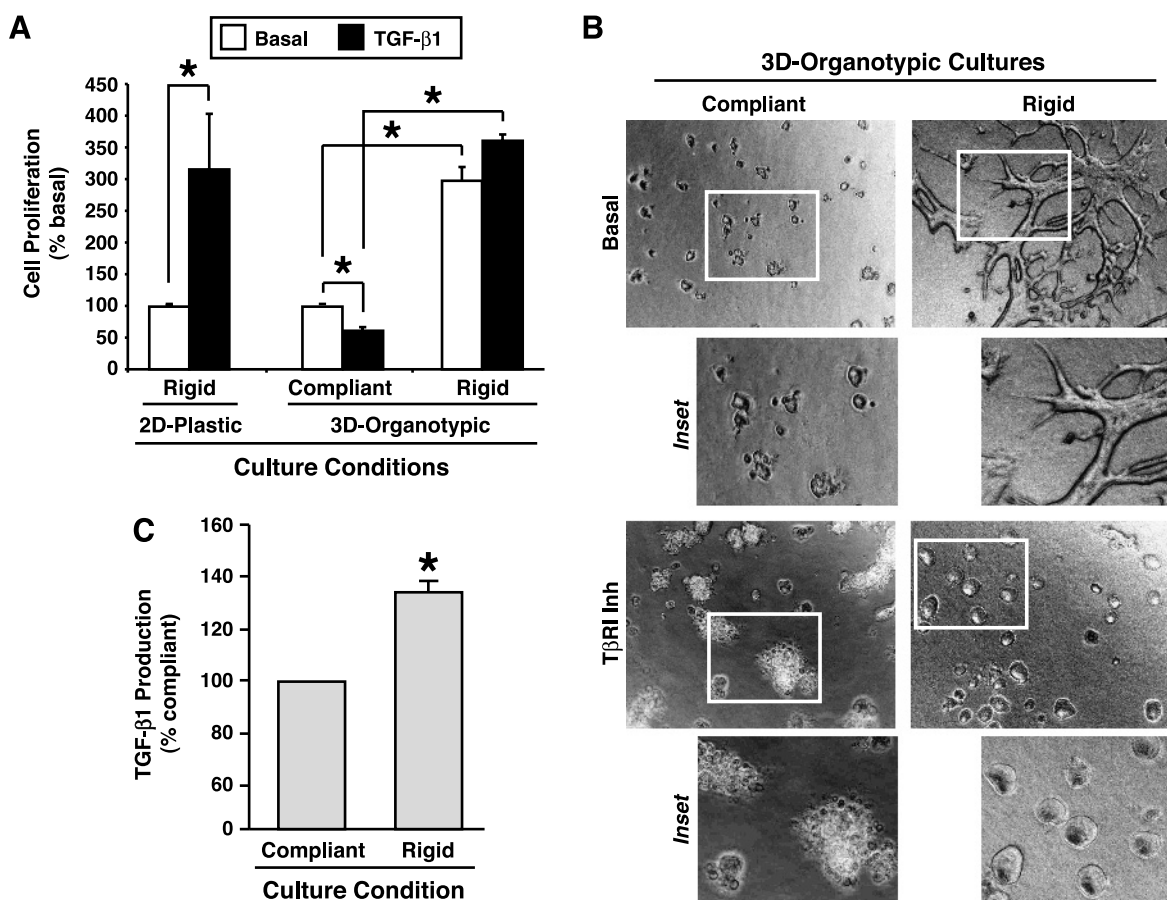 A
Basal
TGF-β1
Cell Proliferation
(% basal)
450
400
350
300
250
200
150
100
50
0
*
*
*
*
Rigid
Compliant
Rigid
2D-Plastic
3D-Organotypic
Culture Conditions
B
3D-Organotypic Cultures
Compliant
Rigid
Basal
Inset
TβRI Inh
Inset
C
TGF-β1 Production
(% compliant)
160
140
120
100
80
60
0
*
Compliant
Rigid
Culture Condition